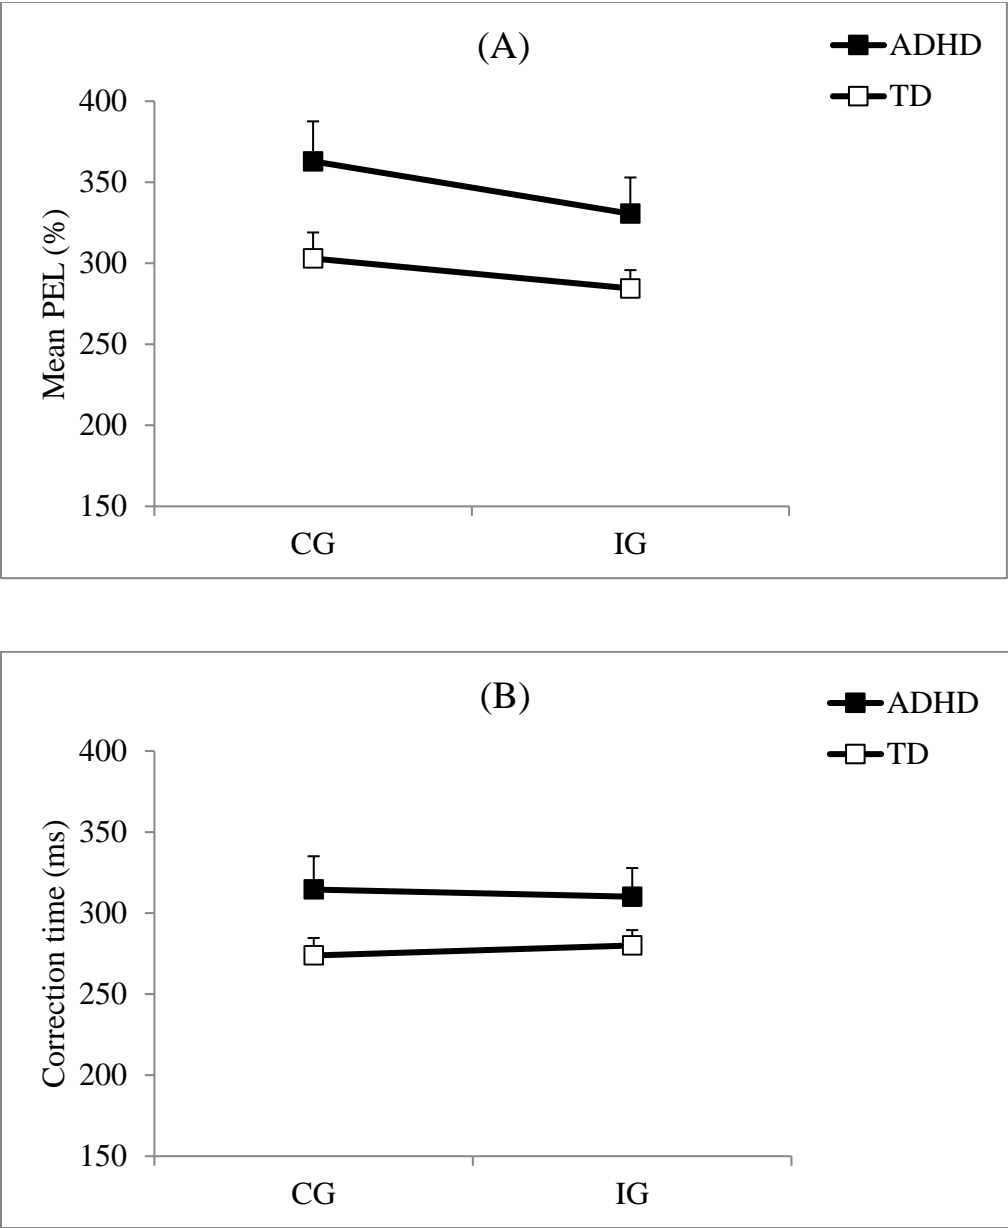 (A)
ADHD
TD
Mean PEL (%)
400
350
300
250
200
150
CG IG
(B)
ADHD
TD
Correction time (ms)
400
350
300
250
200
150
CG IG